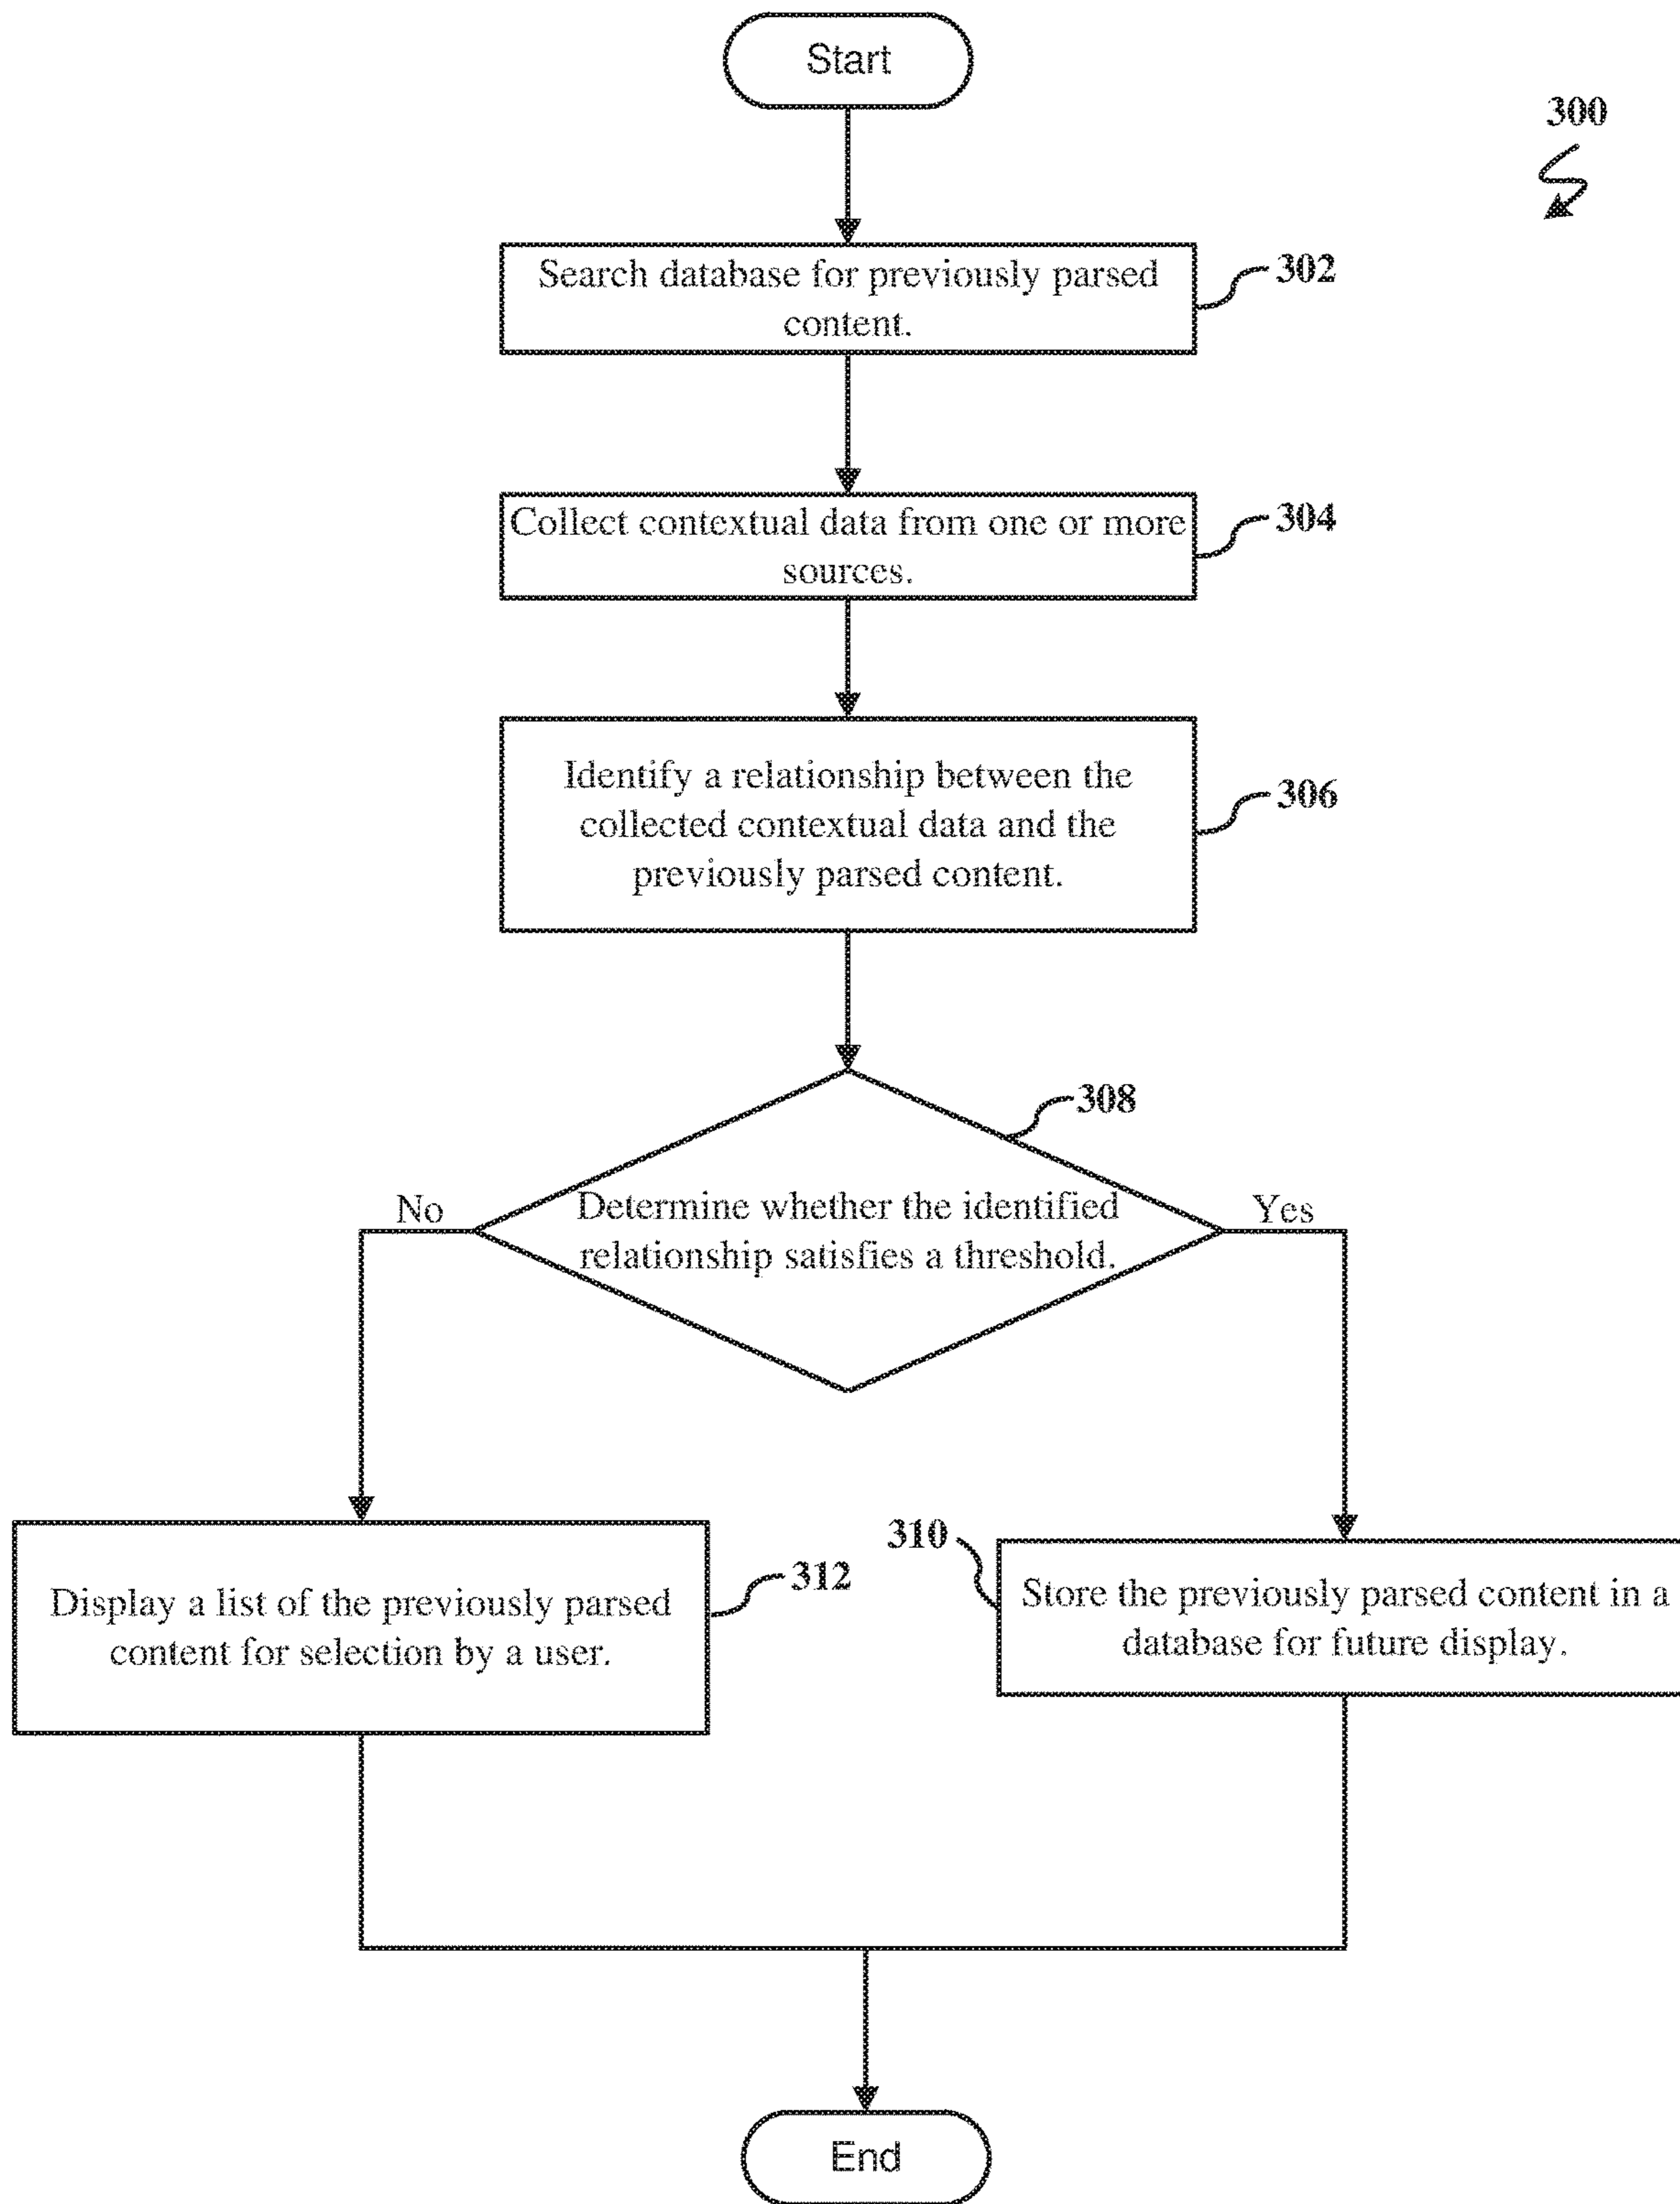 Start
300
Search database for previously parsed
content.
302
Collect contextual data from one or more
sources.
304
Identify a relationship between the
collected contextual data and the
previously parsed content.
306
308
No
Determine whether the identified
relationship satisfies a threshold.
Yes
Display a list of the previously parsed
content for selection by a user.
312
310
Store the previously parsed content in a
database for future display.
End